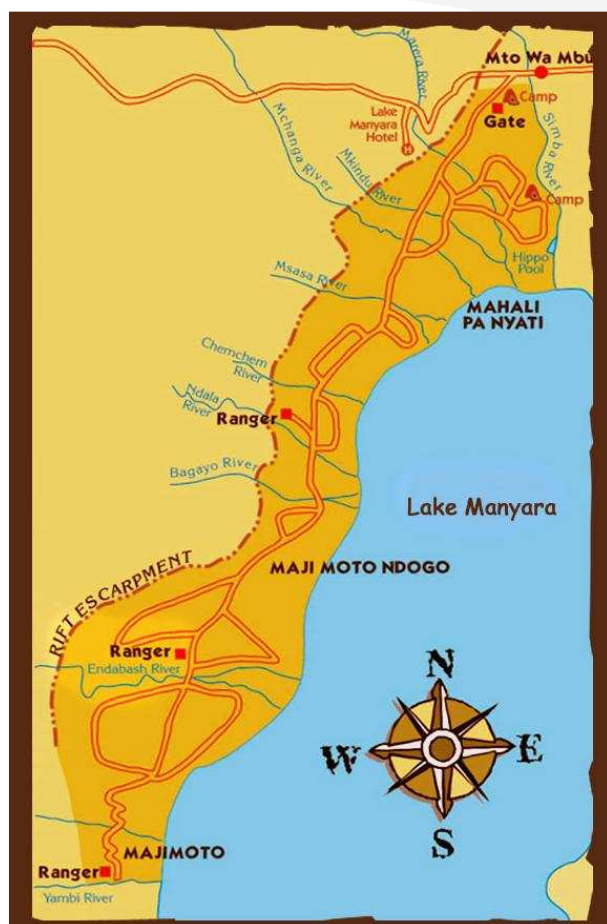 Marera River
Mto Wa Mbu
Camp
Lake
Manyara
Hotel
H
Gate
Simba River
Mchanga River
Mkindu River
Camp
Hippo
Pool
Msasa River
MAHALI
PA NYATI
Chemchem
River
Ndala
River
Ranger
Bagayo River
Lake Manyara
MAJI MOTO NDOGO
RIFT ESCARPMENT
Ranger
Endabash River
N
W
E
S
MAJIMOTO
Ranger
Yambi River